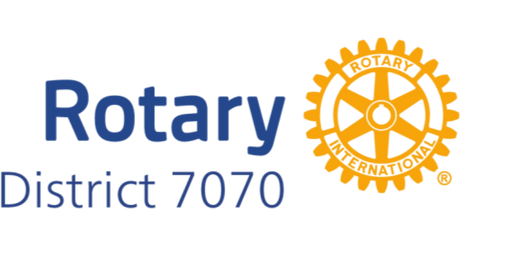 Rotary
District 7070
ROTARY
INTERNATIONAL
®